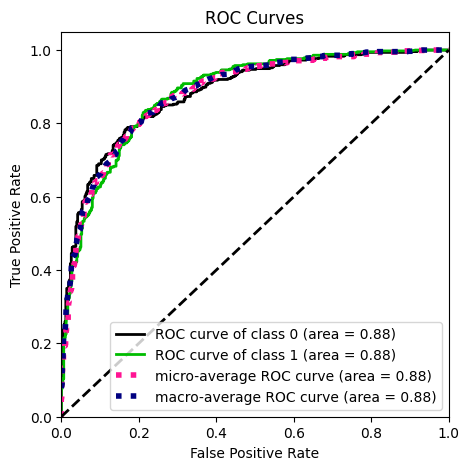 ROC Curves
True Positive Rate
1.0
0.8
0.6
0.4
0.2
0.0
ROC curve of class 0 (area = 0.88)
ROC curve of class 1 (area = 0.88)
micro-average ROC curve (area = 0.88)
macro-average ROC curve (area = 0.88)
0.0 0.2 0.4 0.6 0.8 1.0
False Positive Rate